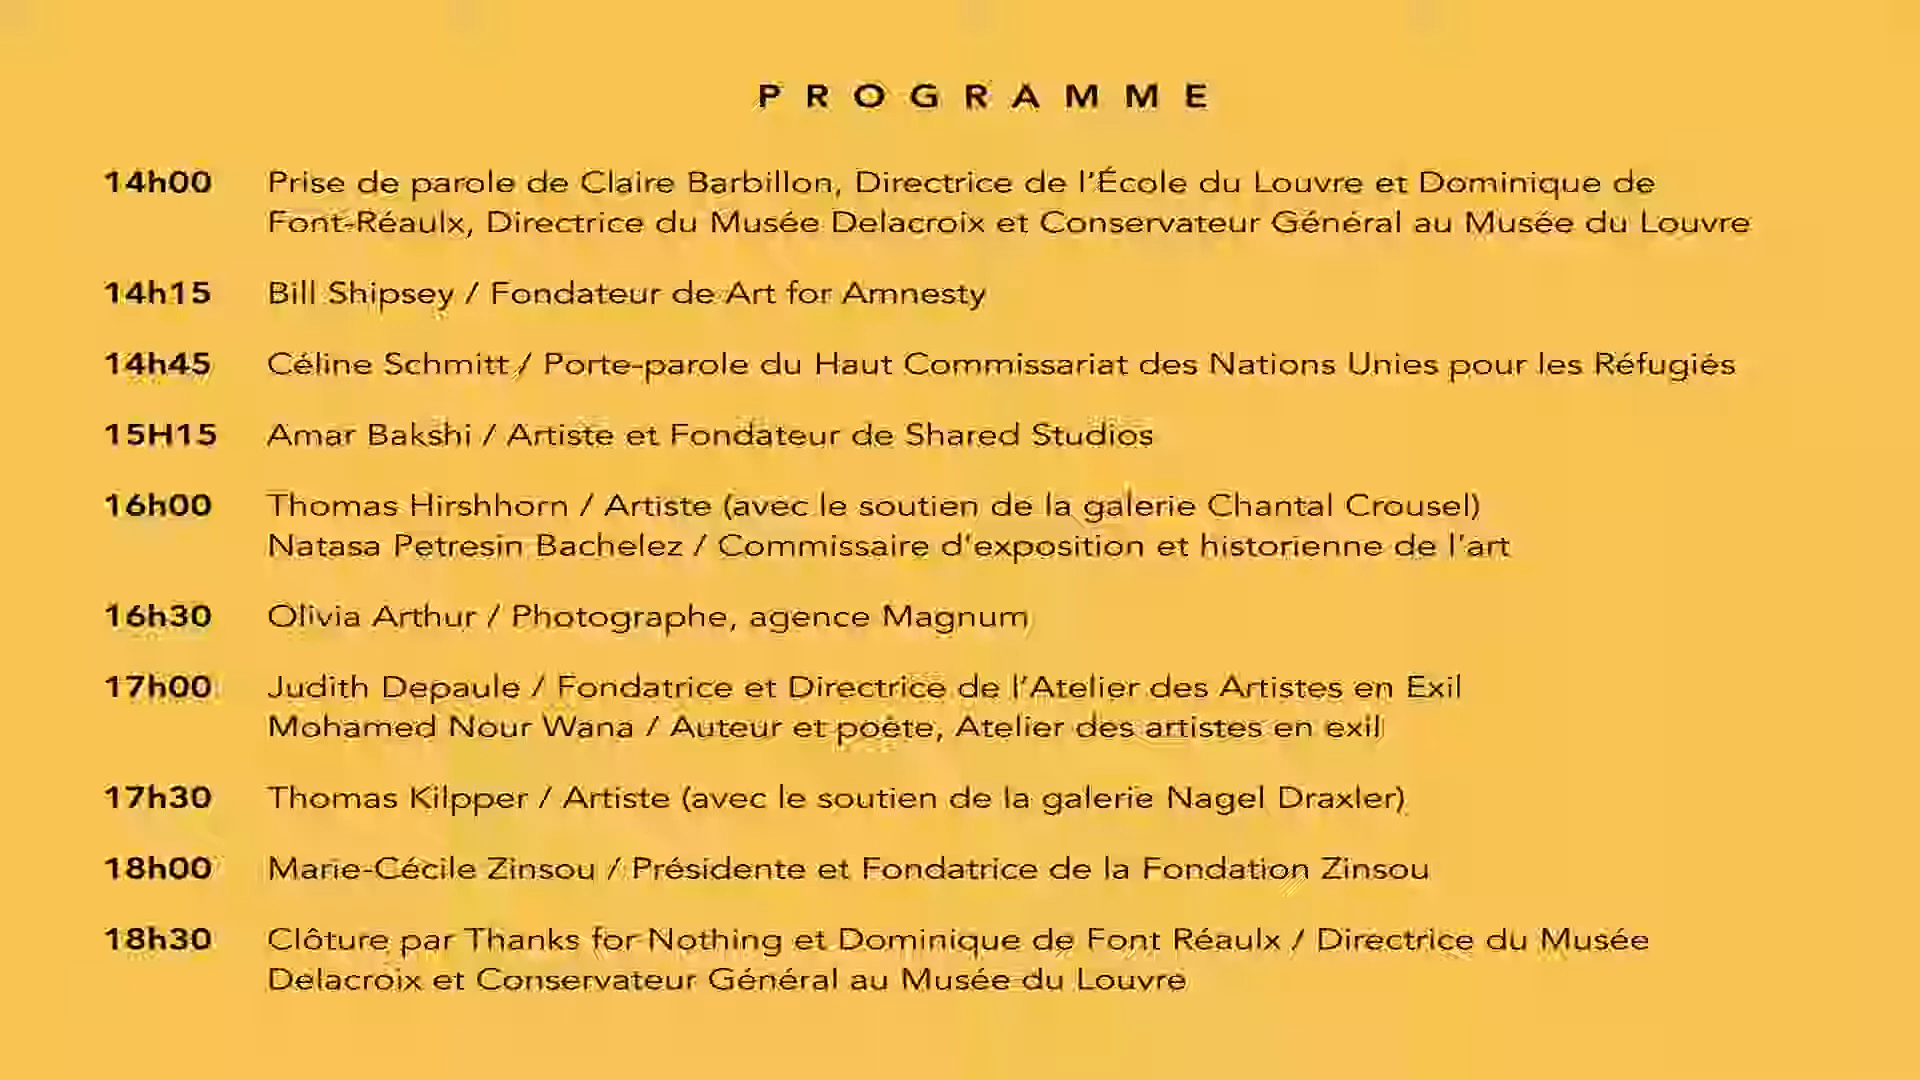 PROGRAMME
14h00 Prise de parole de Claire Barbillon, Directrice de l'École du Louvre et Dominique de
Font-Réaulx, Directrice du Musée Delacroix et Conservateur Général au Musée du Louvre
14h15 Bill Shipsey / Fondateur de Art for Amnesty
14h45 Céline Schmitt / Porte-parole du Haut Commissariat des Nations Unies pour les Réfugiés
15H15 Amar Bakshi / Artiste et Fondateur de Shared Studios
16h00 Thomas Hirshhorn / Artiste (avec le soutien de la galerie Chantal Crousel)
Natasa Petresin Bachelez / Commissaire d'exposition et historienne de l'art
16h30 Olivia Arthur / Photographe, agence Magnum
17h00 Judith Depaule / Fondatrice et Directrice de l'Atelier des Artistes en Exil
Mohamed Nour Wana / Auteur et poète, Atelier des artistes en exil
17h30 Thomas Kilpper / Artiste (avec le soutien de la galerie Nagel Draxler)
18h00 Marie-Cécile Zinsou / Présidente et Fondatrice de la Fondation Zinsou
18h30 Clôture par Thanks for Nothing et Dominique de Font Réaulx / Directrice du Musée
Delacroix et Conservateur Général au Musée du Louvre